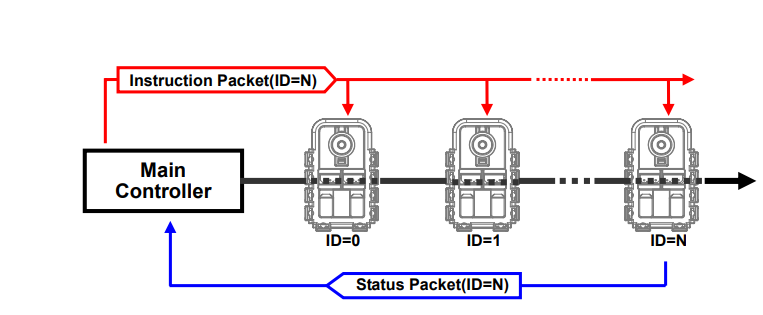 Instruction Packet(ID=N)
Main
Controller
ID=0
ID=1
ID=N
Status Packet(ID=N)